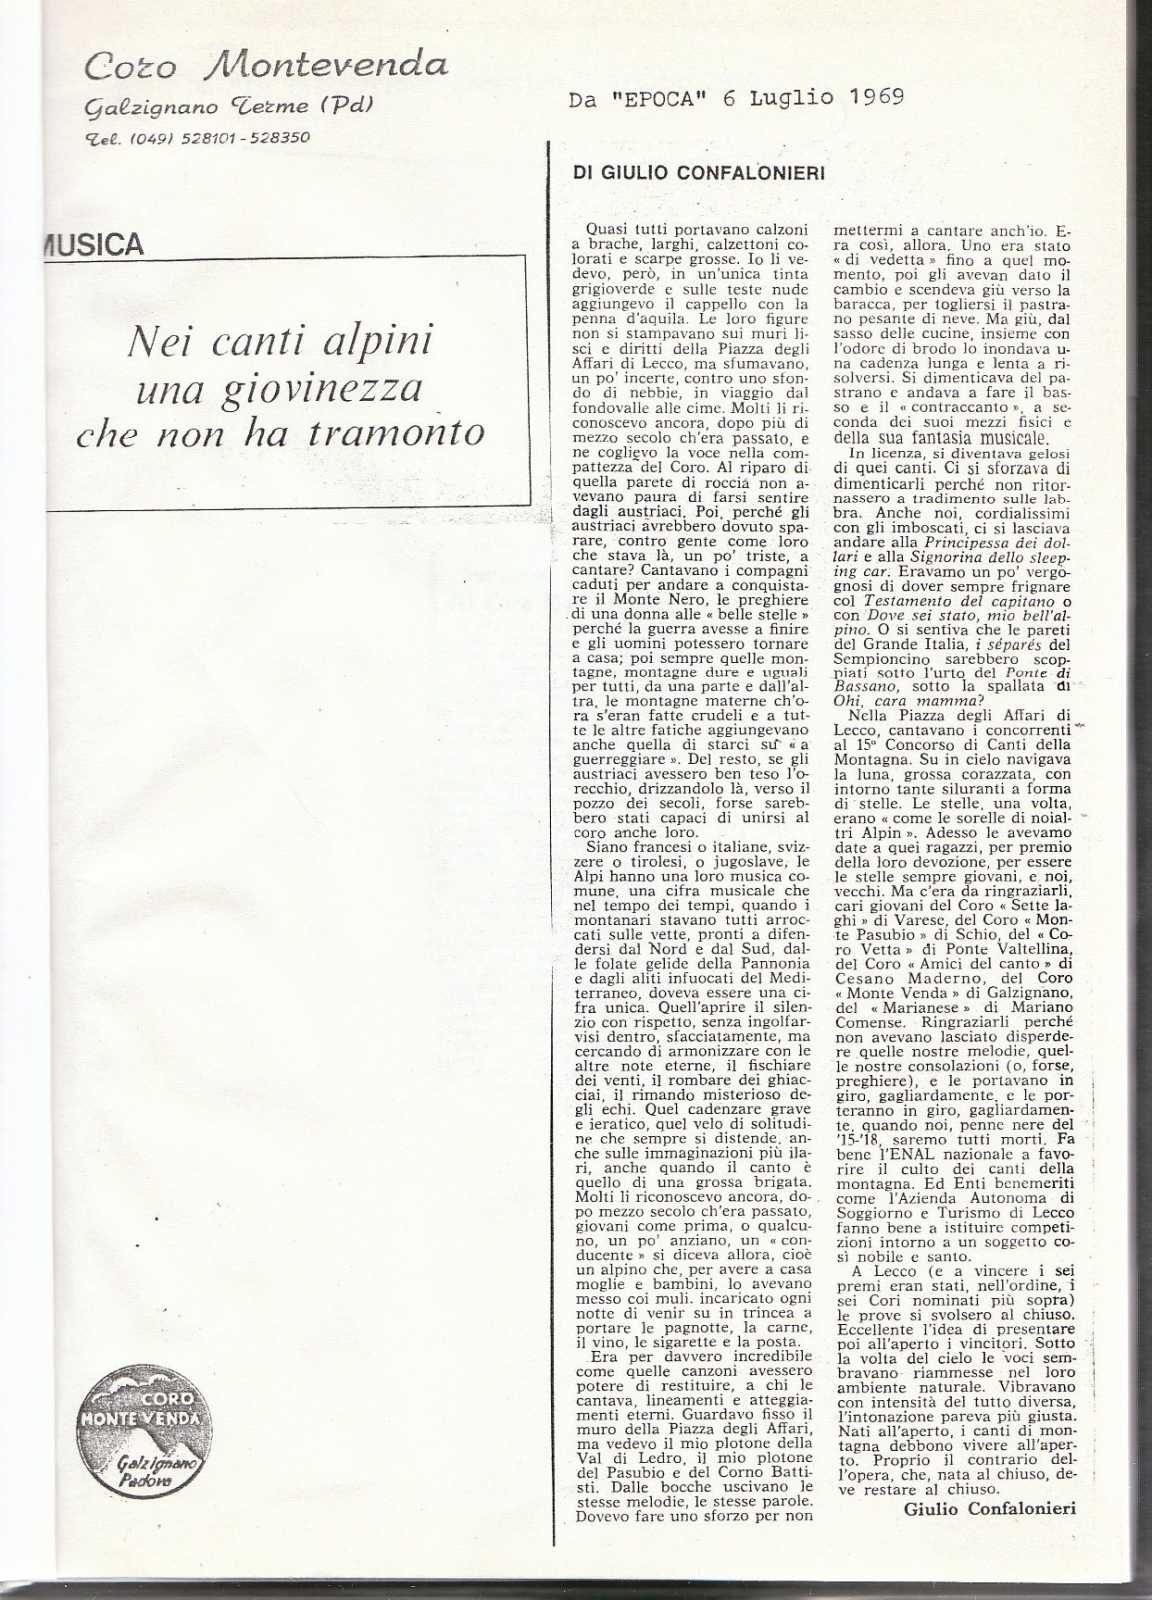 Coro Montevenda
Galzignano Terme (Pd)
Tel. (049) 528101-528350
Da "EPOCA" 6 Luglio 1969
MUSICA
Nei canti alpini
una giovinezza
che non ha tramonto
DI GIULIO CONFALONIERI
Quasi tutti portavano calzoni
a brache, larghi, calzettoni co-
lorati e scarpe grosse. Io li ve-
devo, però, in un'unica tinta
grigioverde e sulle teste nude
aggiungevo il cappello con la
penna d'aquila. Le loro figure
non si stampavano sui muri li-
sci e diritti della Piazza degli
Affari di Lecco, ma sfumavano,
un po' incerte, contro uno sfon-
do di nebbie, in viaggio dal
fondovalle alle cime. Molti li ri-
conoscevo ancora, dopo più di
mezzo secolo ch'era passato, e
ne coglievo la voce nella com-
pattezza del Coro. Al riparo di
quella parete di roccia non a-
vevano paura di farsi sentire
dagli austriaci. Poi, perché gli
austriaci avrebbero dovuto spa-
rare, contro gente come loro
che stava là, un po' triste, a
cantare? Cantavano i compagni
caduti per andare a conquista-
re il Monte Nero, le preghiere
di una donna alle « belle stelle »
perché la guerra avesse a finire
e gli uomini potessero tornare
a casa; poi sempre quelle mon-
tagne, montagne dure e uguali
per tutti, da una parte e dall'al-
tra, le montagne materne ch'o-
ra s'eran fatte crudeli e a tut-
te le altre fatiche aggiungevano
anche quella di starci su « a
guerreggiare ». Del resto, se gli
austriaci avessero ben teso l'o-
recchio, drizzandolo là, verso il
pozzo dei secoli, forse sareb-
bero stati capaci di unirsi al
coro anche loro.
Siano francesi o italiane, sviz-
zere o tirolesi, o jugoslave, le
Alpi hanno una loro musica co-
mune, una cifra musicale che
nel tempo dei tempi, quando i
montanari stavano tutti arroc-
cati sulle vette, pronti a difen-
dersi dal Nord e dal Sud, dal-
le folate gelide della Pannonia
e dagli aliti infuocati del Medi-
terraneo, doveva essere una ci-
fra unica. Quell'aprire il silen-
zio con rispetto, senza ingolfar-
visi dentro, sfacciatamente, ma
cercando di armonizzare con le
altre note eterne, il fischiare
dei venti, il rombare dei ghiac-
ciai, il rimando misterioso de-
gli echi. Quel cadenzare grave
e ieratico, quel velo di solitudi-
ne che sempre si distende, an-
che sulle immaginazioni più ila-
ri, anche quando il canto è
quello di una grossa brigata.
Molti li riconoscevo ancora, do-
po mezzo secolo ch'era passato,
giovani come prima, o qualcu-
no, un po' anziano, un « con-
ducente » si diceva allora, cioè
un alpino che, per avere a casa
moglie e bambini, lo avevano
messo coi muli. incaricato ogni
notte di venir su in trincea a
portare le pagnotte, la carne,
il vino, le sigarette e la posta.
Era per davvero incredibile
come quelle canzoni avessero
potere di restituire, a chi le
cantava, lineamenti e atteggia-
menti eterni. Guardavo fisso il
muro della Piazza degli Affari,
ma vedevo il mio plotone della
Val di Ledro, il mio plotone
del Pasubio e del Corno Batti-
sti. Dalle bocche uscivano le
stesse melodie, le stesse parole.
Dovevo fare uno sforzo per non
mettermi a cantare anch'io. E-
ra così, allora. Uno era stato
« di vedetta » fino a quel mo-
mento, poi gli avevan dato il
cambio e scendeva giù verso la
baracca, per togliersi il pastra-
no pesante di neve. Ma giù, dal
sasso delle cucine, insieme con
l'odore di brodo lo inondava u-
na cadenza lunga e lenta a ri-
solversi. Si dimenticava del pa-
strano e andava a fare il bas-
so e il « contraccanto », a se-
conda dei suoi mezzi fisici e
della sua fantasia musicale.
In licenza, si diventava gelosi
di quei canti. Ci si sforzava di
dimenticarli perché non ritor-
nassero a tradimento sulle lab-
bra. Anche noi, cordialissimi
con gli imboscati, ci si lasciava
andare alla Principessa dei dol-
lari e alla Signorina dello sleep-
ing car. Eravamo un po' vergo-
gnosi di dover sempre frignare
col Testamento del capitano o
con Dove sei stato, mio bell'al-
pino. O si sentiva che le pareti
del Grande Italia, i séparés del
Sempioncino sarebbero scop-
piati sotto l'urto del Ponte di
Bassano, sotto la spallata di
Ohi, cara mamma?
Nella Piazza degli Affari di
Lecco, cantavano i concorrenti
al 15° Concorso di Canti della
Montagna. Su in cielo navigava
la luna, grossa corazzata, con
intorno tante siluranti a forma
di stelle. Le stelle, una volta,
erano « come le sorelle di noial-
tri Alpin ». Adesso le avevamo
date a quei ragazzi, per premio
della loro devozione, per essere
le stelle sempre giovani, e noi,
vecchi. Ma c'era da ringraziarli,
cari giovani del Coro « Sette la-
ghi » di Varese, del Coro « Mon-
te Pasubio » di Schio, del « Co-
ro Vetta » di Ponte Valtellina,
del Coro « Amici del canto » di
Cesano Maderno, del Coro
« Monte Venda » di Galzignano,
del « Marianese » di Mariano
Comense. Ringraziarli perché
non avevano lasciato disperde-
re quelle nostre melodie, quel-
le nostre consolazioni (o, forse,
preghiere), e le portavano in
giro, gagliardamente, e le por-
teranno in giro, gagliardamen-
te, quando noi, penne nere del
'15-'18, saremo tutti morti. Fa
bene l'ENAL nazionale a favo-
rire il culto dei canti della
montagna. Ed Enti benemeriti
come l'Azienda Autonoma di
Soggiorno e Turismo di Lecco
fanno bene a istituire competi-
zioni intorno a un soggetto co-
sì nobile e santo.
A Lecco (e a vincere i sei
premi eran stati, nell'ordine, i
sei Cori nominati più sopra)
le prove si svolsero al chiuso.
Eccellente l'idea di presentare
poi all'aperto i vincitori. Sotto
la volta del cielo le voci sem-
bravano riammesse nel loro
ambiente naturale. Vibravano
con intensità del tutto diversa,
l'intonazione pareva più giusta.
Nati all'aperto, i canti di mon-
tagna debbono vivere all'aper-
to. Proprio il contrario del-
l'opera, che, nata al chiuso, de-
ve restare al chiuso.
Giulio Confalonieri
CORO
MONTE VENDA
Galzignano
Padova